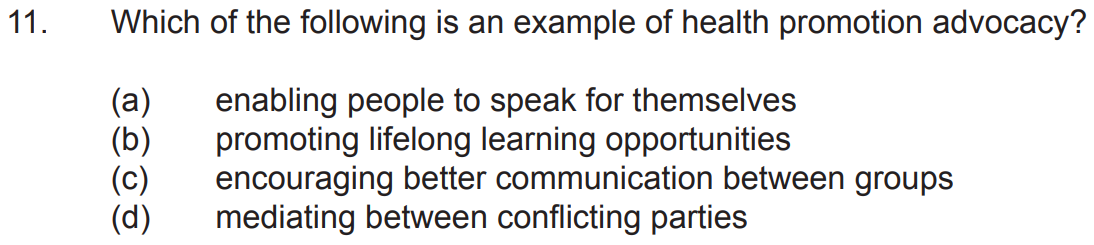 11. Which of the following is an example of health promotion advocacy?
(a) enabling people to speak for themselves
(b) promoting lifelong learning opportunities
(c) encouraging better communication between groups
(d) mediating between conflicting parties